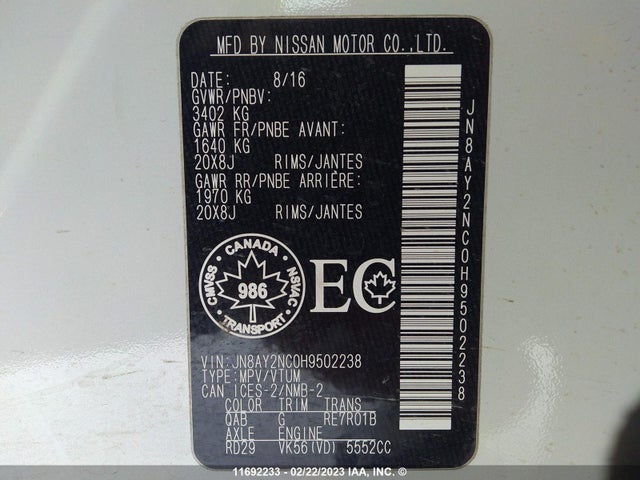 MFD BY NISSAN MOTOR CO.,LTD.
DATE: 8/16
GVWR/PNBV:
3402 KG
GAWR FR/PNBE AVANT:
1640 KG
20X8J RIMS/JANTES
GAWR RR/PNBE ARRIÈRE:
1970 KG
20X8J RIMS/JANTES
CANADA
CMVSS 986 NSVAC
TRANSPORT
EC
VIN:JN8AY2NC0H9502238
TYPE:MPV/VTUM
CAN ICES-2/NMB-2
COLOR TRIM TRANS
QAB G RE7R01B
AXLE ENGINE
RD29 VK56(VD) 5552CC
JN8AY2NC0H9502238
11692233 - 02/22/2023 IAA, INC. ©